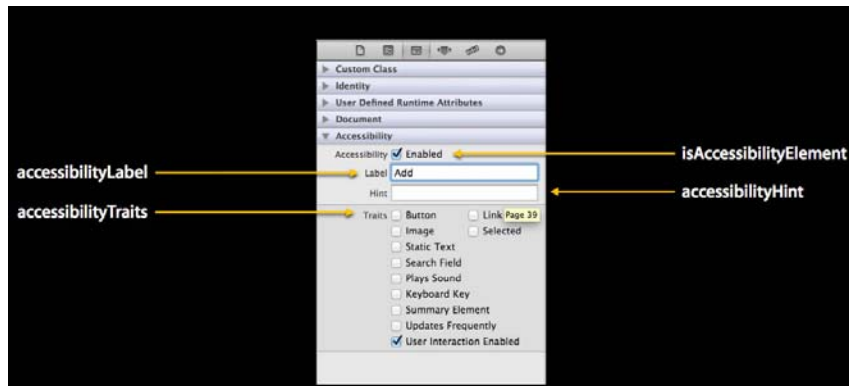 Custom Class
Identity
User Defined Runtime Attributes
Document
Accessibility
Accessibility Enabled
isAccessibilityElement
accessibilityLabel
Label Add
Hint
accessibilityHint
accessibilityTraits
Traits Button Link
Page 39
Image Selected
Static Text
Search Field
Plays Sound
Keyboard Key
Summary Element
Updates Frequently
User Interaction Enabled